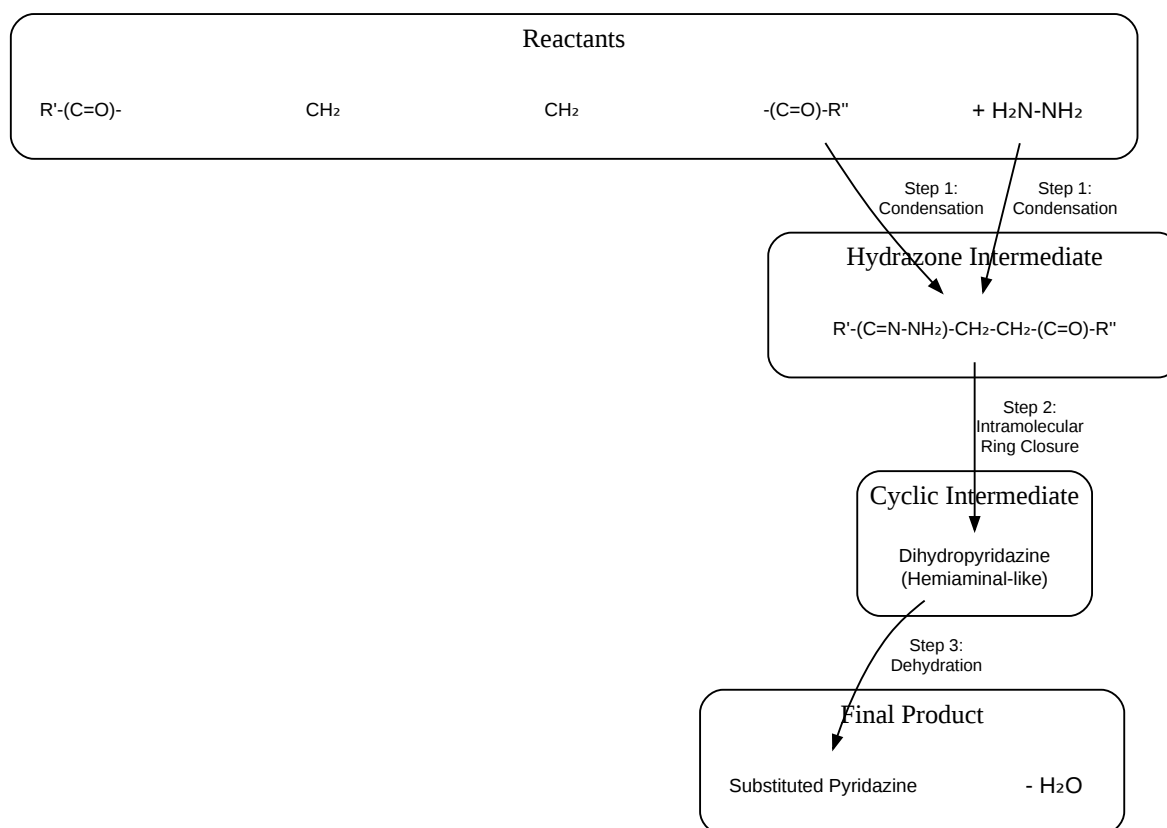 Reactants
R'-(C=O)-
CH₂
CH₂
-(C=O)-R"
+ H₂N-NH₂
Step 1:
Condensation
Step 1:
Condensation
Hydrazone Intermediate
R'-(C=N-NH₂)-CH₂-CH₂-(C=O)-R"
Step 2:
Intramolecular
Ring Closure
Cyclic Intermediate
Dihydropyridazine
(Hemiaminal-like)
Step 3:
Dehydration
Final Product
Substituted Pyridazine
- H₂O